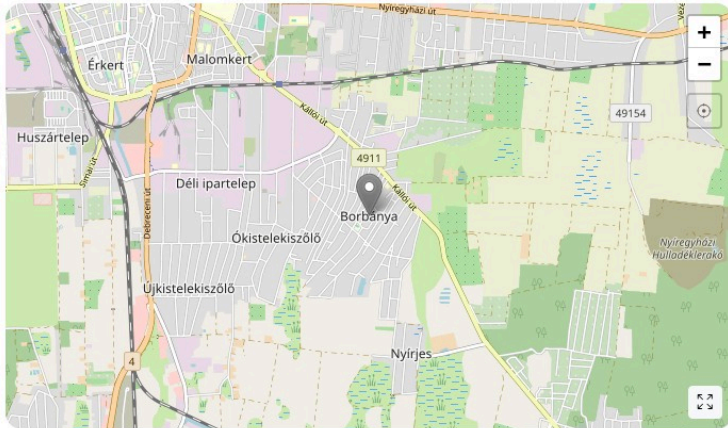 Nyíregyházi út
Érkert
Malomkert
+
−
Kállói út
49154
Huszártelep
4911
Simai út
Déli ipartelep
Kállói út
Debreceni út
Borbánya
Ókistelekiszőlő
Nyíregyházi
Hulladéklerakó
Újkistelekiszőlő
Nyírjes
4